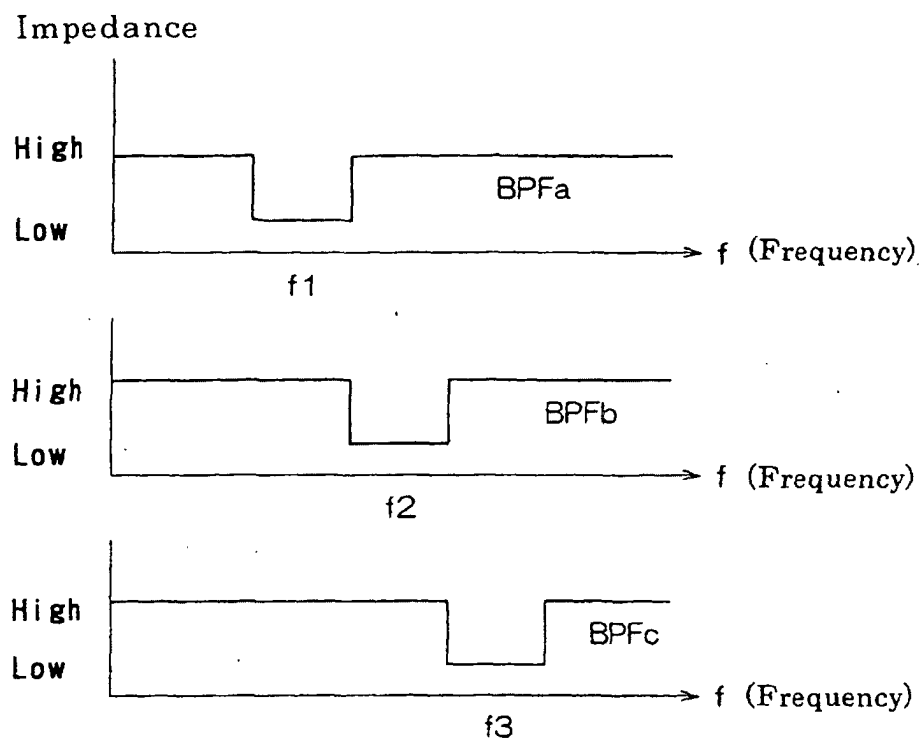 Impedance
High
BPFa
Low
f (Frequency)
f1
High
BPFb
Low
f (Frequency)
f2
High
BPFc
Low
f (Frequency)
f3